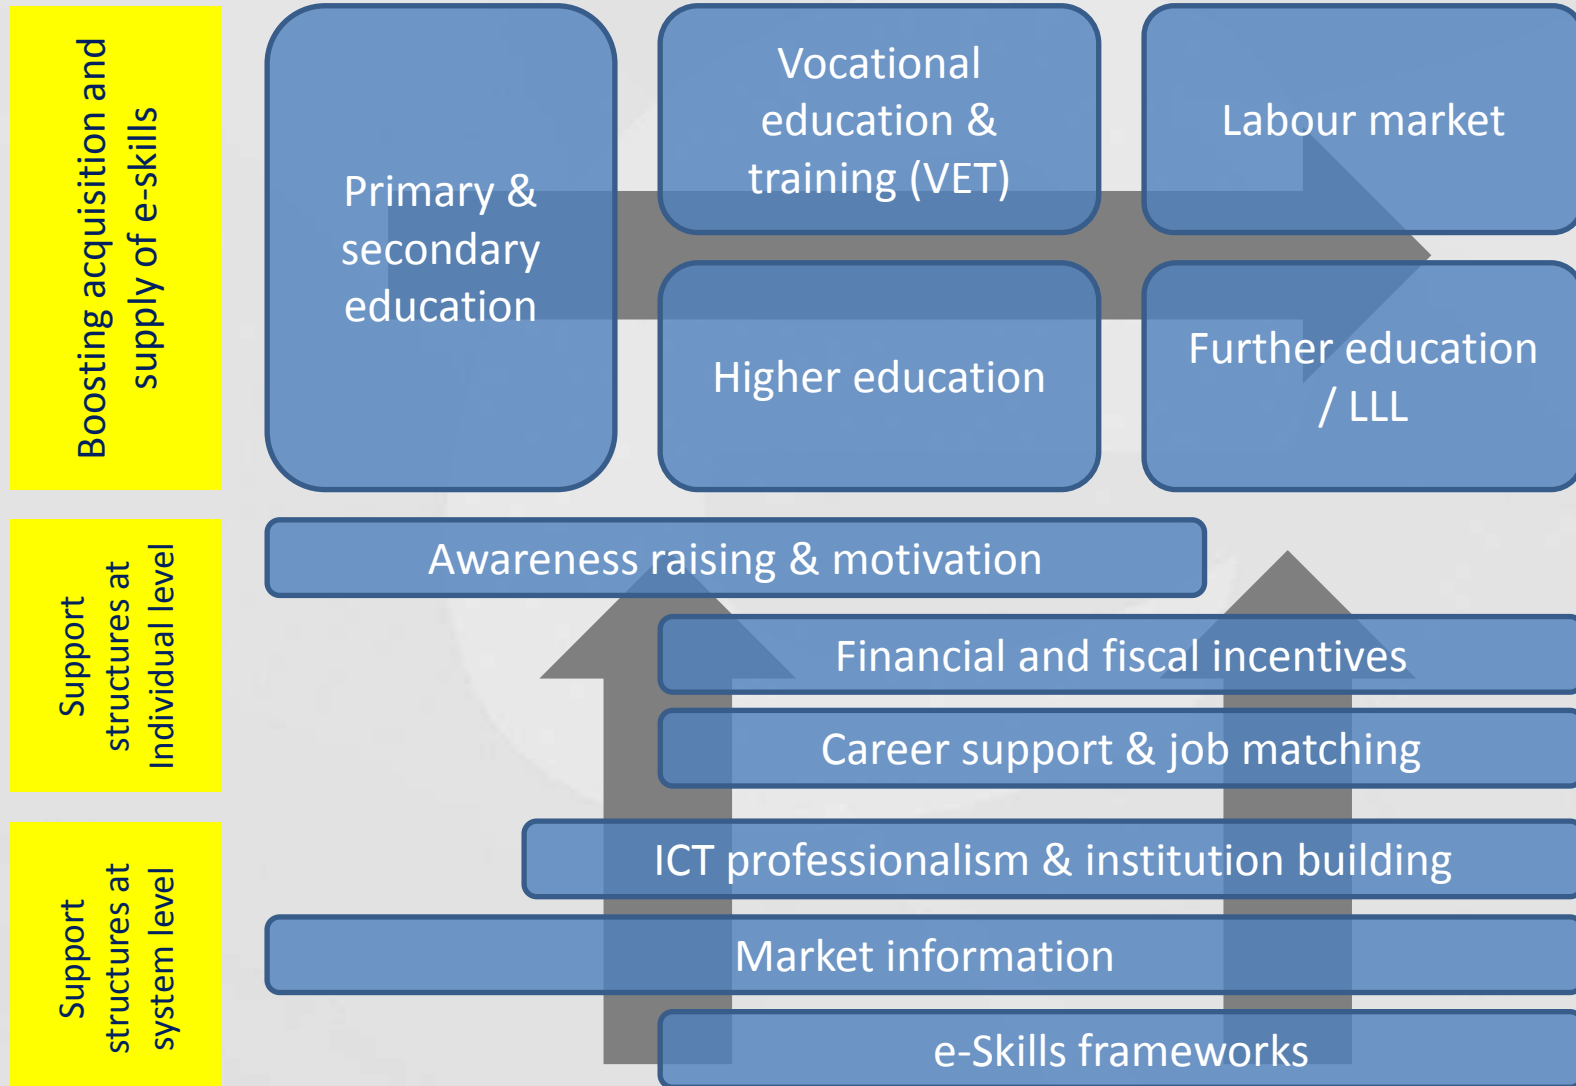 Boosting acquisition and
supply of e-skills
Primary &
secondary
education
Vocational
education &
training (VET)
Labour market
Higher education
Further education
/ LLL
Support
structures at
Individual level
Awareness raising & motivation
Financial and fiscal incentives
Career support & job matching
Support
structures at
system level
ICT professionalism & institution building
Market information
e-Skills frameworks